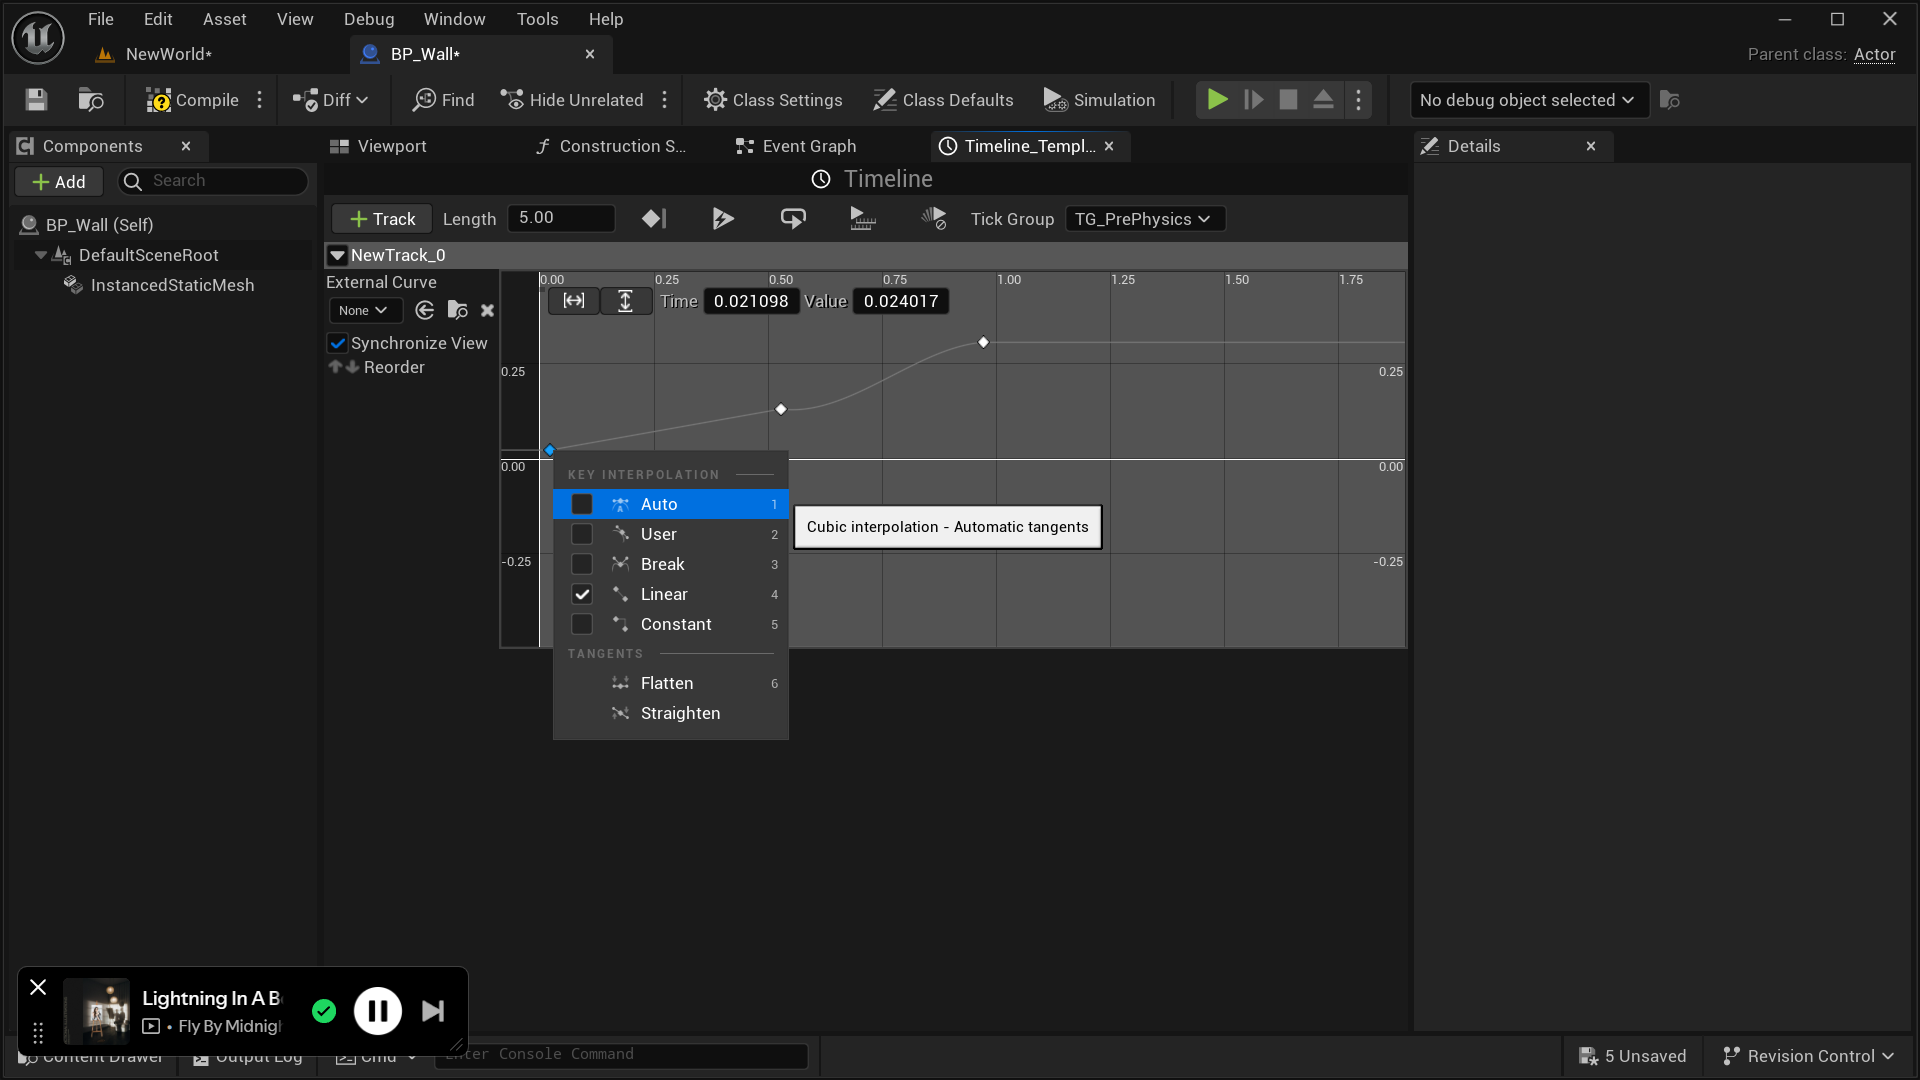 File Edit Asset View Debug Window Tools Help
NewWorld* BP_Wall* Parent class: Actor
Compile Diff Find Hide Unrelated Class Settings Class Defaults Simulation No debug object selected
Components Viewport Construction S... Event Graph Timeline_Templ... Details
Add Search Timeline
Track Length 5.00 Tick Group TG_PrePhysics
BP_Wall (Self)
DefaultSceneRoot
InstancedStaticMesh
NewTrack_0
External Curve
None
Synchronize View
Reorder
0.00 0.25 0.50 0.75 1.00 1.25 1.50 1.75
Time 0.021098 Value 0.024017
0.25 0.25
0.00 0.00
-0.25 -0.25
KEY INTERPOLATION
Auto 1
User 2
Break 3
Linear 4
Constant 5
TANGENTS
Flatten 6
Straighten
Cubic interpolation - Automatic tangents
Lightning In A B
• Fly By Midnigh
Content Drawer Output Log Cmd Enter Console Command 5 Unsaved Revision Control